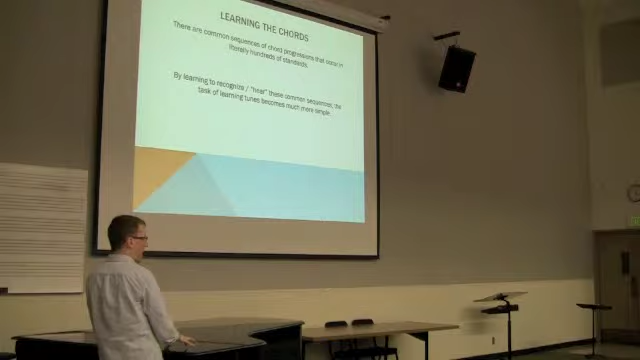 LEARNING THE CHORDS
There are common sequences of chord progressions that occur in
literally hundreds of standards.
By learning to recognize / "hear" these common sequences, the
task of learning tunes becomes much more simple.